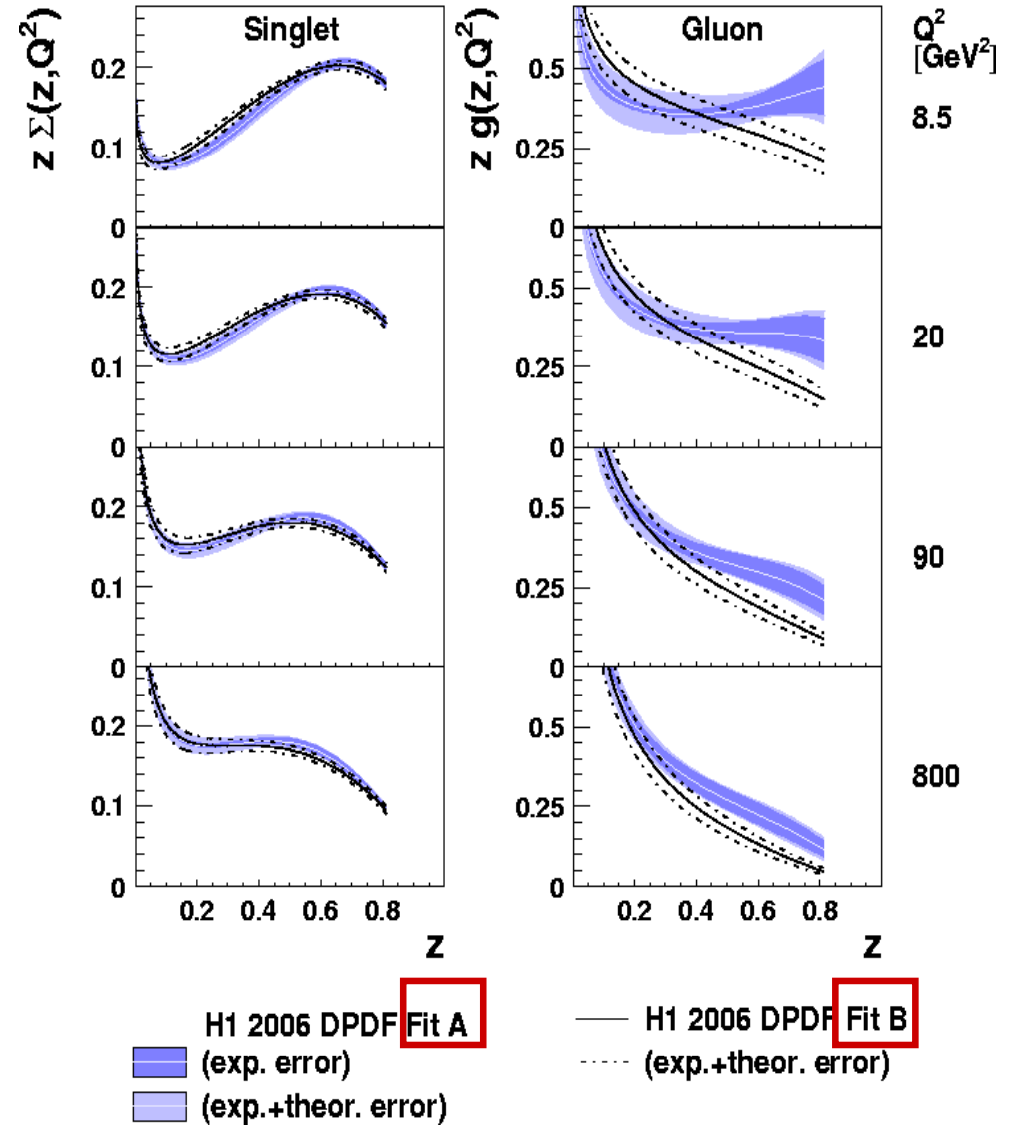 z Σ(z,Q²)
Singlet
0.2
0.1
0
0.2
0.1
0
0.2
0.1
0
0.2
0.1
0
0.2 0.4 0.6 0.8
z
z g(z,Q²)
Gluon
0.5
0.25
0
0.5
0.25
0
0.5
0.25
0
0.5
0.25
0
0.2 0.4 0.6 0.8
z
Q²
[GeV²]
8.5
20
90
800
H1 2006 DPDF Fit A
(exp. error)
(exp.+theor. error)
H1 2006 DPDF Fit B
(exp.+theor. error)